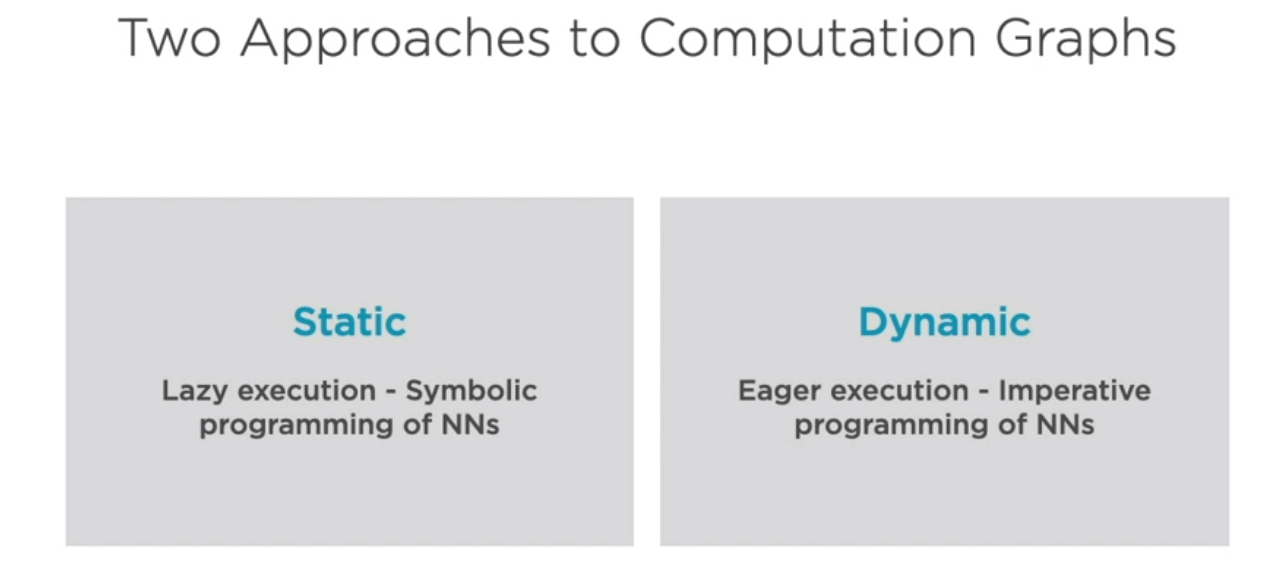 Two Approaches to Computation Graphs
Static
Lazy execution - Symbolic
programming of NNs
Dynamic
Eager execution - Imperative
programming of NNs